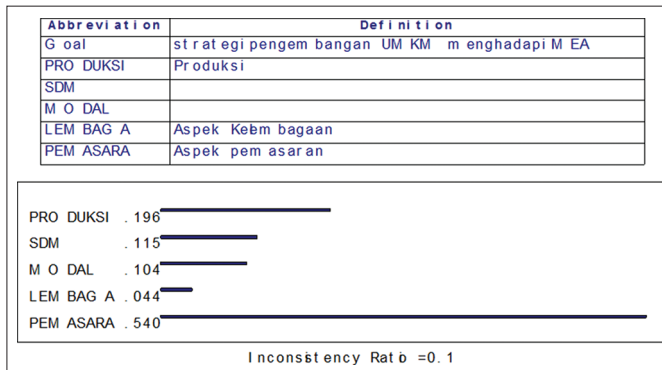 Abbreviation Definition
Goal strategi pengembangan UMKM menghadapi MEA
PRODUKSI Produksi
SDM
MODAL
LEMBAGA Aspek Kelembagaan
PEMASARA Aspek pemasaran
PRODUKSI .196
SDM .115
MODAL .104
LEMBAGA .044
PEMASARA .540
Inconsistency Ratio =0.1